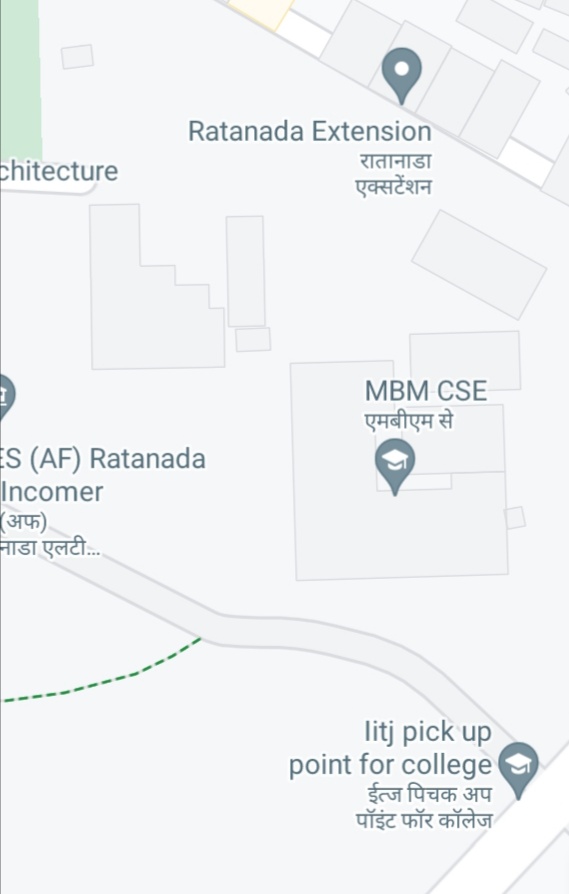 Ratanada Extension
रातानाडा
एक्सटेंशन
chitecture
MBM CSE
एमबीएम से
ES (AF) Ratanada
Incomer
(अफ)
नाडा एलटी...
Iitj pick up
point for college
ईत्ज पिचक अप
पॉइंट फॉर कॉलेज